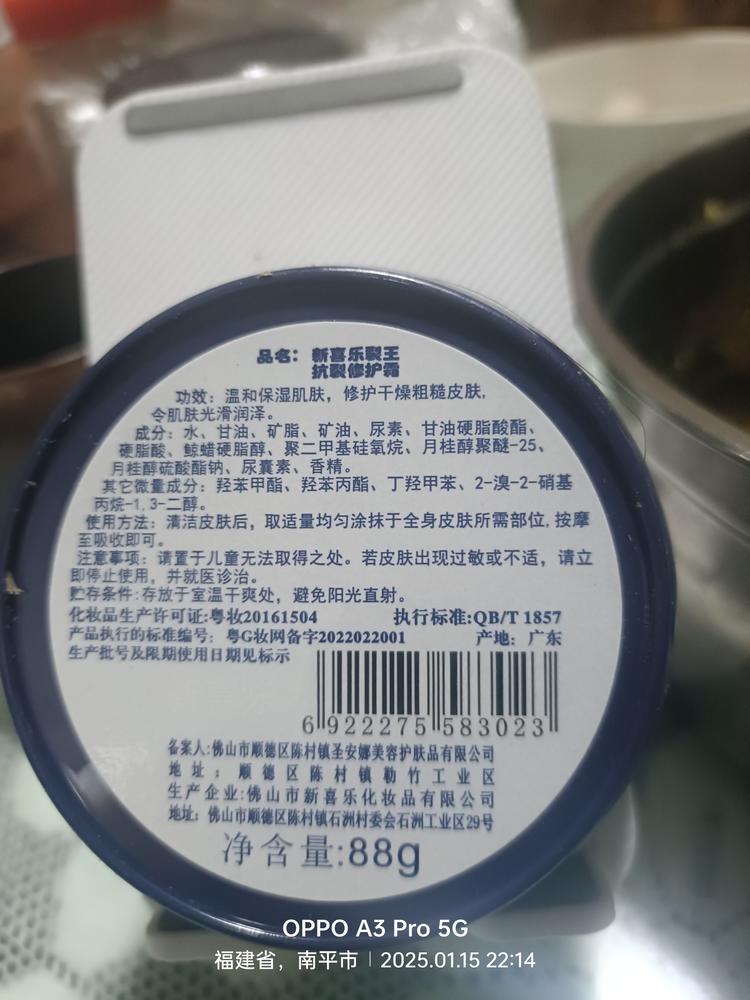 品名：新喜乐裂王
抗裂修护霜
功效：温和保湿肌肤，修护干燥粗糙皮肤，
令肌肤光滑润泽。
成分：水、甘油、矿脂、矿油、尿素、甘油硬脂酸酯、
硬脂酸、鲸蜡硬脂醇、聚二甲基硅氧烷、月桂醇聚醚-25、
月桂醇硫酸酯钠、尿囊素、香精。
其它微量成分：羟苯甲酯、羟苯丙酯、丁羟甲苯、2-溴-2-硝基
丙烷-1,3-二醇。
使用方法：清洁皮肤后，取适量均匀涂抹于全身皮肤所需部位,按摩
至吸收即可。
注意事项：请置于儿童无法取得之处。若皮肤出现过敏或不适，请立
即停止使用，并就医诊治。
贮存条件:存放于室温干爽处，避免阳光直射。
化妆品生产许可证:粤妆20161504 执行标准:QB/T 1857
产品执行的标准编号：粤G妆网备字2022022001 产地：广东
生产批号及限期使用日期见标示
6 922275 583023
备案人:佛山市顺德区陈村镇圣安娜美容护肤品有限公司
地址：顺德区陈村镇勒竹工业区
生产企业:佛山市新喜乐化妆品有限公司
地址:佛山市顺德区陈村镇石洲村委会石洲工业区29号
净含量:88g
OPPO A3 Pro 5G
福建省，南平市 | 2025.01.15 22:14